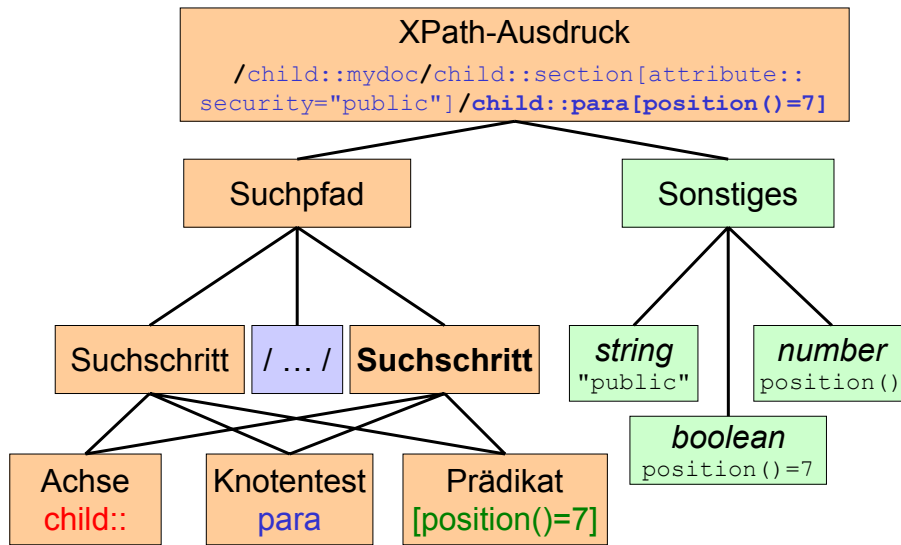 XPath-Ausdruck
/child::mydoc/child::section[attribute::
security="public"]/child::para[position()=7]
Suchpfad
Sonstiges
Suchschritt
/ … /
Suchschritt
string
"public"
number
position()
boolean
position()=7
Achse
child::
Knotentest
para
Prädikat
[position()=7]